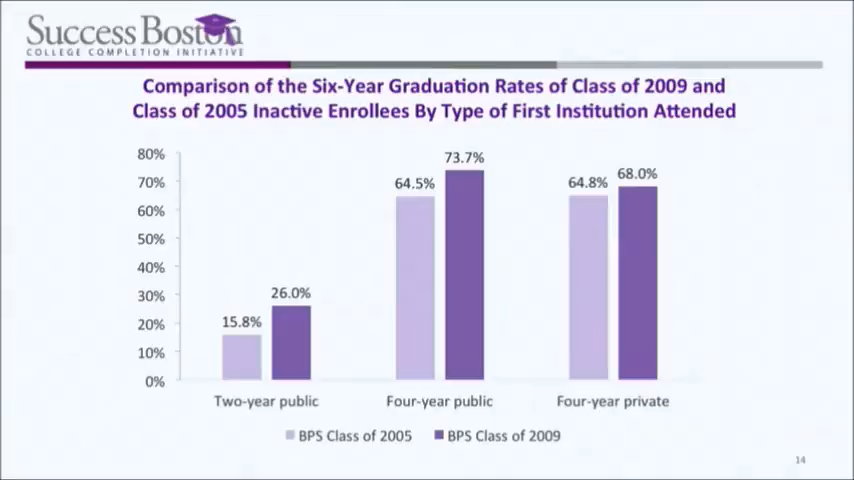 Success Boston
COLLEGE COMPLETION INITIATIVE
Comparison of the Six-Year Graduation Rates of Class of 2009 and
Class of 2005 Inactive Enrollees By Type of First Institution Attended
80%
70%
60%
50%
40%
30%
20%
10%
0%
15.8%
26.0%
64.5%
73.7%
64.8%
68.0%
Two-year public
Four-year public
Four-year private
BPS Class of 2005
BPS Class of 2009
14